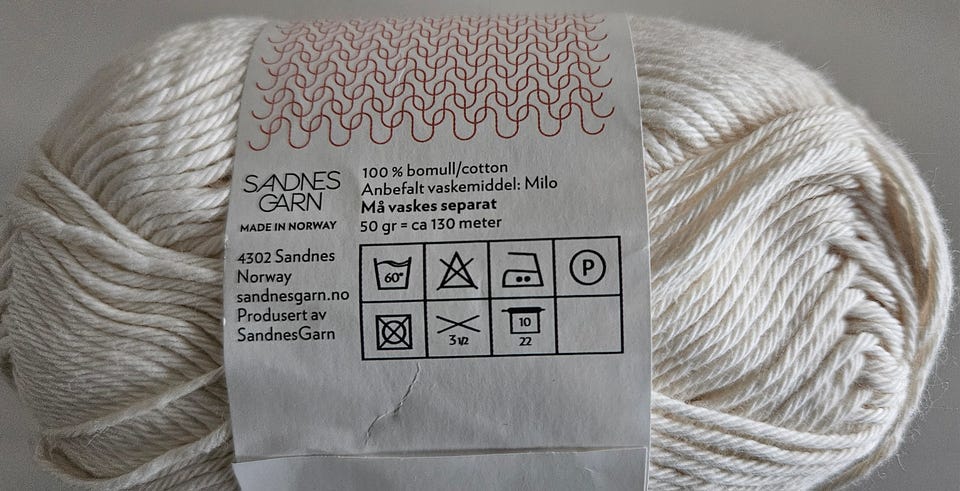 SANDNES
GARN
MADE IN NORWAY
4302 Sandnes
Norway
sandnesgarn.no
Produsert av
SandnesGarn
100 % bomull/cotton
Anbefalt vaskemiddel: Milo
Må vaskes separat
50 gr = ca 130 meter
60°
P
3 1/2
10
22